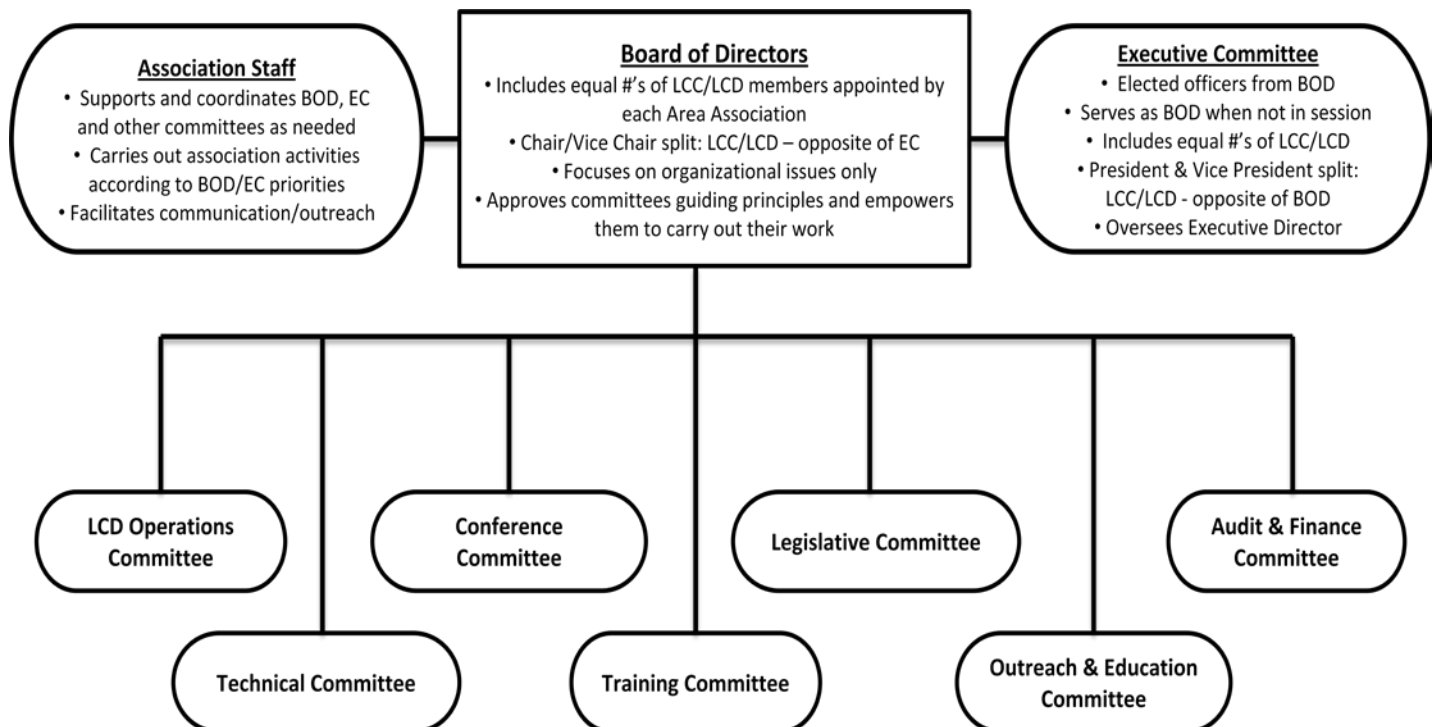 Association Staff
• Supports and coordinates BOD, EC
and other committees as needed
• Carries out association activities
according to BOD/EC priorities
• Facilitates communication/outreach
Board of Directors
• Includes equal #'s of LCC/LCD members appointed by
each Area Association
• Chair/Vice Chair split: LCC/LCD – opposite of EC
• Focuses on organizational issues only
• Approves committees guiding principles and empowers
them to carry out their work
Executive Committee
• Elected officers from BOD
• Serves as BOD when not in session
• Includes equal #'s of LCC/LCD
• President & Vice President split:
LCC/LCD - opposite of BOD
• Oversees Executive Director
LCD Operations
Committee
Conference
Committee
Legislative Committee
Audit & Finance
Committee
Technical Committee
Training Committee
Outreach & Education
Committee